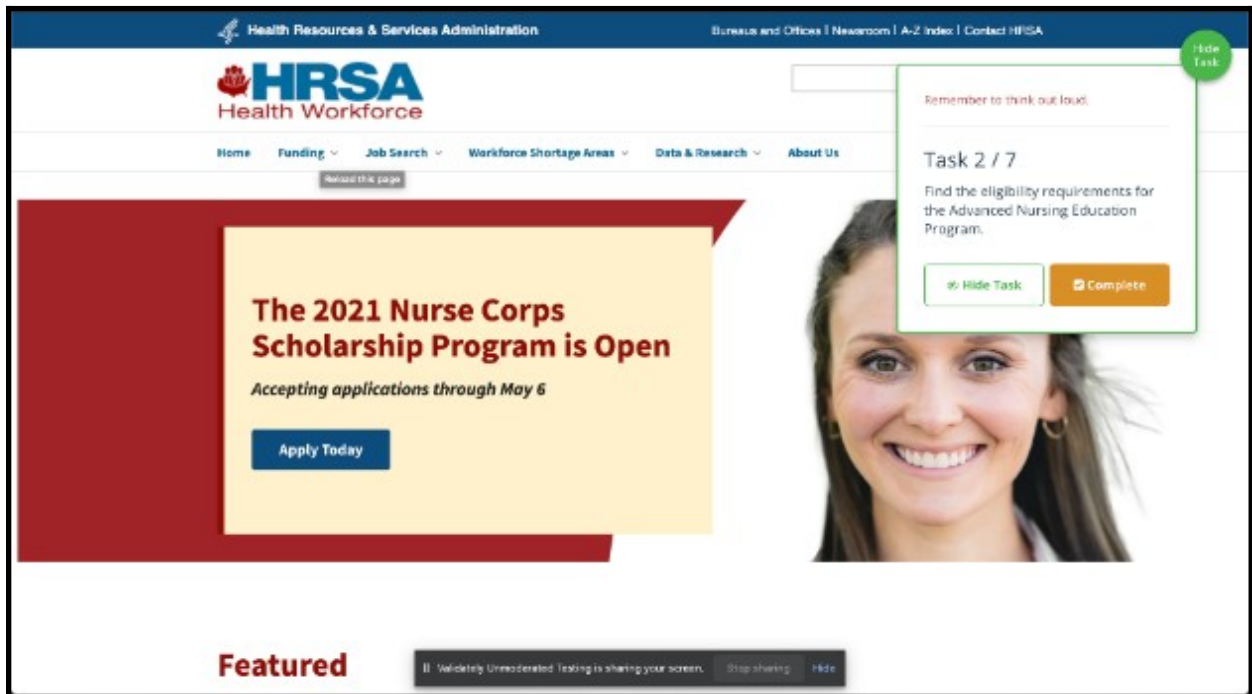 Health Resources & Services Administration
Bureaus and Offices | Newsroom | A-Z Index | Contact HRSA
Hide
Task
HRSA
Health Workforce
Remember to think out loud.
Home Funding Job Search Workforce Shortage Areas Data & Research About Us
Reload this page
Task 2 / 7
Find the eligibility requirements for
the Advanced Nursing Education
Program.
Hide Task Complete
The 2021 Nurse Corps
Scholarship Program is Open
Accepting applications through May 6
Apply Today
Featured
Validately Unmoderated Testing is sharing your screen. Stop sharing Hide